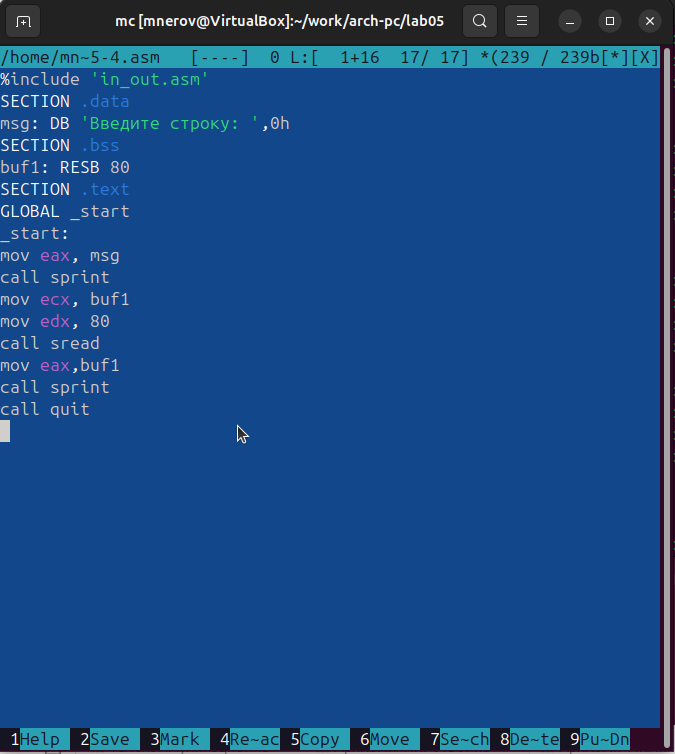 mc [mnerov@VirtualBox]:~/work/arch-pc/lab05
/home/mn~5-4.asm   [----]  0 L:[  1+16  17/ 17] *(239 / 239b[*][X]
%include 'in_out.asm'
SECTION .data
msg: DB 'Введите строку: ',0h
SECTION .bss
buf1: RESB 80
SECTION .text
GLOBAL _start
_start:
mov eax, msg
call sprint
mov ecx, buf1
mov edx, 80
call sread
mov eax,buf1
call sprint
call quit
1Help  2Save  3Mark  4Re~ac 5Copy  6Move  7Se~ch 8De~te 9Pu~Dn